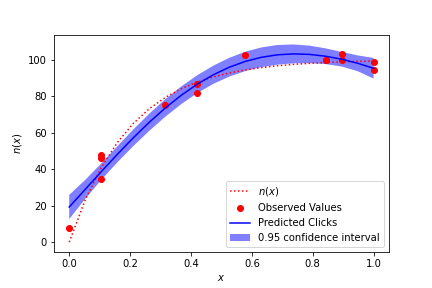 n(x)
100
80
60
40
20
0
n(x)
Observed Values
Predicted Clicks
0.95 confidence interval
0.0 0.2 0.4 0.6 0.8 1.0
x